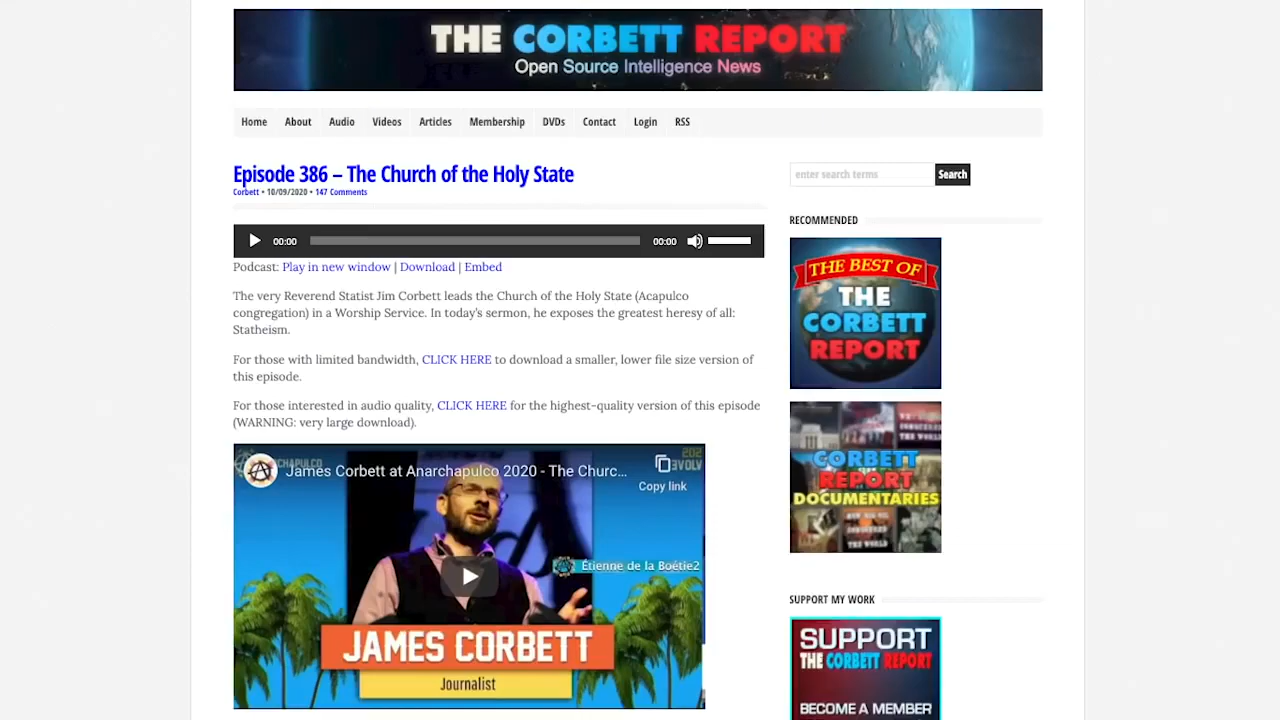 THE CORBETT REPORT
Open Source Intelligence News
Home About Audio Videos Articles Membership DVDs Contact Login RSS
Episode 386 – The Church of the Holy State
Corbett • 10/09/2020 • 147 Comments
00:00 00:00
Podcast: Play in new window | Download | Embed
The very Reverend Statist Jim Corbett leads the Church of the Holy State (Acapulco
congregation) in a Worship Service. In today's sermon, he exposes the greatest heresy of all:
Statheism.
For those with limited bandwidth, CLICK HERE to download a smaller, lower file size version of
this episode.
For those interested in audio quality, CLICK HERE for the highest-quality version of this episode
(WARNING: very large download).
James Corbett at Anarchapulco 2020 - The Churc...
Copy link
Étienne de la Boétie2
JAMES CORBETT
Journalist
enter search terms Search
RECOMMENDED
THE BEST OF
THE
CORBETT
REPORT
CORBETT
REPORT
DOCUMENTARIES
SUPPORT MY WORK
SUPPORT
THE CORBETT REPORT
BECOME A MEMBER